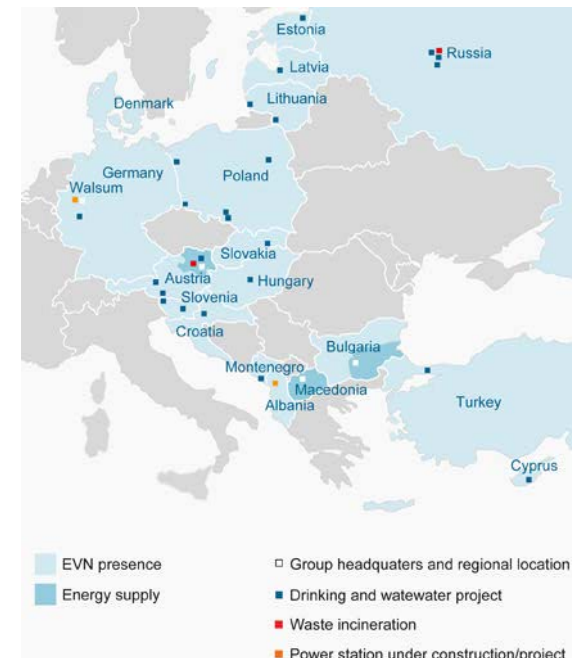 Estonia
Russia
Latvia
Lithuania
Denmark
Germany
Poland
Walsum
Slovakia
Austria
Hungary
Slovenia
Croatia
Bulgaria
Montenegro
Macedonia
Albania
Turkey
Cyprus
EVN presence
Energy supply
Group headquaters and regional location
Drinking and watewater project
Waste incineration
Power station under construction/project